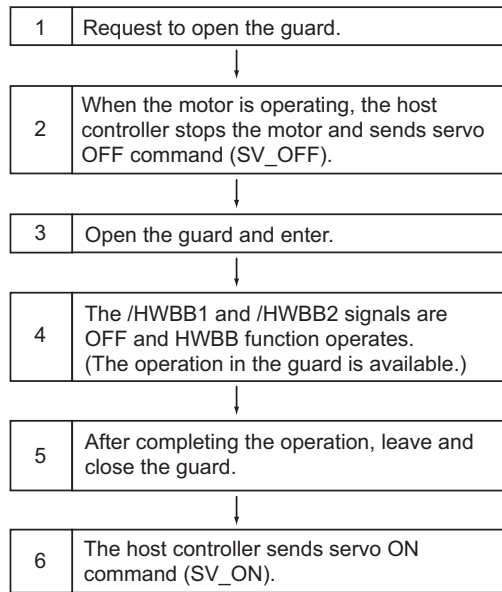 1 Request to open the guard.
2 When the motor is operating, the host
controller stops the motor and sends servo
OFF command (SV_OFF).
3 Open the guard and enter.
4 The /HWBB1 and /HWBB2 signals are
OFF and HWBB function operates.
(The operation in the guard is available.)
5 After completing the operation, leave and
close the guard.
6 The host controller sends servo ON
command (SV_ON).